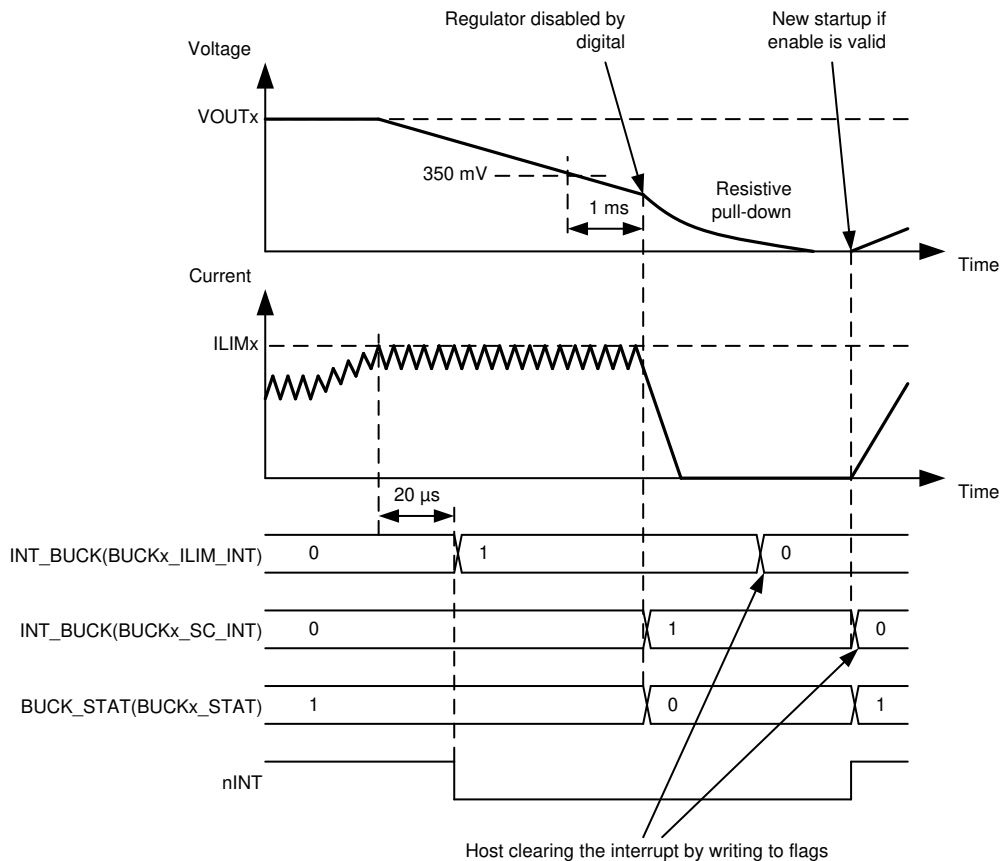 Regulator disabled by
digital
New startup if
enable is valid
Voltage
VOUTx
350 mV
1 ms
Resistive
pull-down
Time
Current
ILIMx
Time
20 µs
INT_BUCK(BUCKx_ILIM_INT)
0
1
0
INT_BUCK(BUCKx_SC_INT)
0
1
0
BUCK_STAT(BUCKx_STAT)
1
0
1
nINT
Host clearing the interrupt by writing to flags